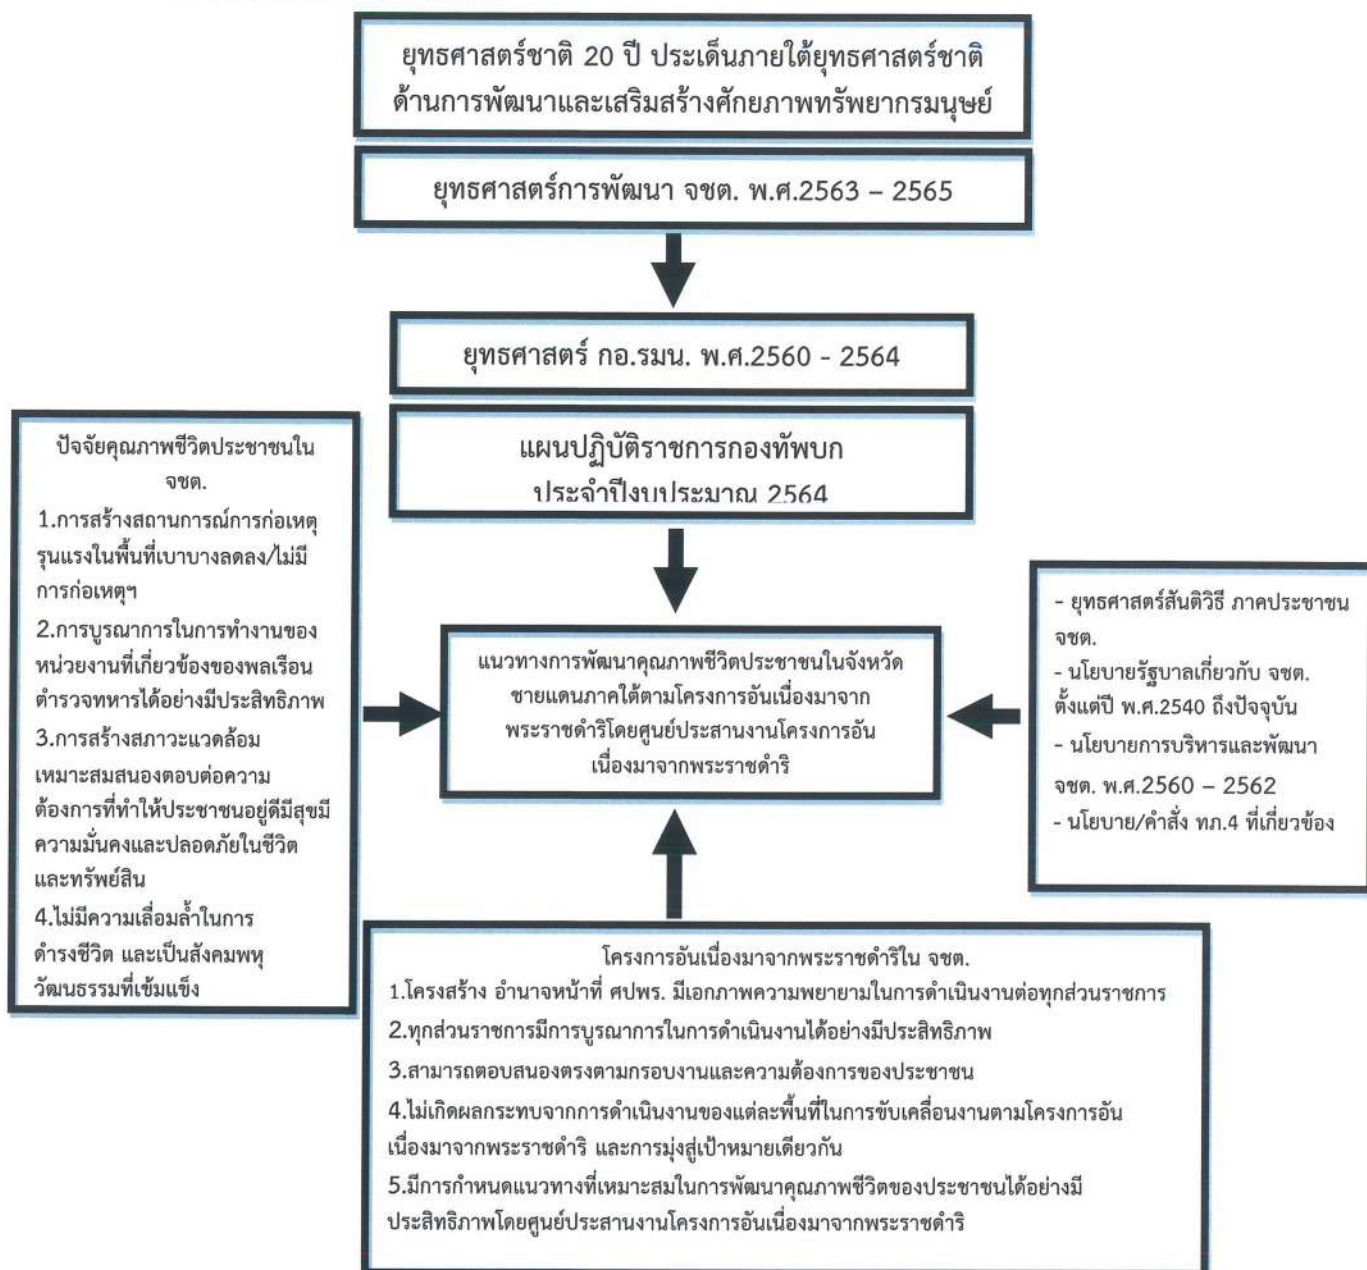 ยุทธศาสตร์ชาติ 20 ปี ประเด็นภายใต้ยุทธศาสตร์ชาติ
ด้านการพัฒนาและเสริมสร้างศักยภาพทรัพยากรมนุษย์
ยุทธศาสตร์การพัฒนา จชต. พ.ศ.2563 – 2565
ยุทธศาสตร์ กอ.รมน. พ.ศ.2560 - 2564
แผนปฏิบัติราชการกองทัพบก
ประจำปีงบประมาณ 2564
ปัจจัยคุณภาพชีวิตประชาชนใน
จชต.
1.การสร้างสถานการณ์การก่อเหตุ
รุนแรงในพื้นที่เบาบางลดลง/ไม่มี
การก่อเหตุฯ
2.การบูรณาการในการทำงานของ
หน่วยงานที่เกี่ยวข้องของพลเรือน
ตำรวจทหารได้อย่างมีประสิทธิภาพ
3.การสร้างสภาวะแวดล้อม
เหมาะสมสนองตอบต่อความ
ต้องการที่ทำให้ประชาชนอยู่ดีมีสุขมี
ความมั่นคงและปลอดภัยในชีวิต
และทรัพย์สิน
4.ไม่มีความเลื่อมล้ำในการ
ดำรงชีวิต และเป็นสังคมพหุ
วัฒนธรรมที่เข้มแข็ง
แนวทางการพัฒนาคุณภาพชีวิตประชาชนในจังหวัด
ชายแดนภาคใต้ตามโครงการอันเนื่องมาจาก
พระราชดำริโดยศูนย์ประสานงานโครงการอัน
เนื่องมาจากพระราชดำริ
- ยุทธศาสตร์สันติวิธี ภาคประชาชน
จชต.
- นโยบายรัฐบาลเกี่ยวกับ จชต.
ตั้งแต่ปี พ.ศ.2540 ถึงปัจจุบัน
- นโยบายการบริหารและพัฒนา
จชต. พ.ศ.2560 – 2562
- นโยบาย/คำสั่ง ทภ.4 ที่เกี่ยวข้อง
โครงการอันเนื่องมาจากพระราชดำริใน จชต.
1.โครงสร้าง อำนาจหน้าที่ ศปพร. มีเอกภาพความพยายามในการดำเนินงานต่อทุกส่วนราชการ
2.ทุกส่วนราชการมีการบูรณาการในการดำเนินงานได้อย่างมีประสิทธิภาพ
3.สามารถตอบสนองตรงตามกรอบงานและความต้องการของประชาชน
4.ไม่เกิดผลกระทบจากการดำเนินงานของแต่ละพื้นที่ในการขับเคลื่อนงานตามโครงการอัน
เนื่องมาจากพระราชดำริ และการมุ่งสู่เป้าหมายเดียวกัน
5.มีการกำหนดแนวทางที่เหมาะสมในการพัฒนาคุณภาพชีวิตของประชาชนได้อย่างมี
ประสิทธิภาพโดยศูนย์ประสานงานโครงการอันเนื่องมาจากพระราชดำริ